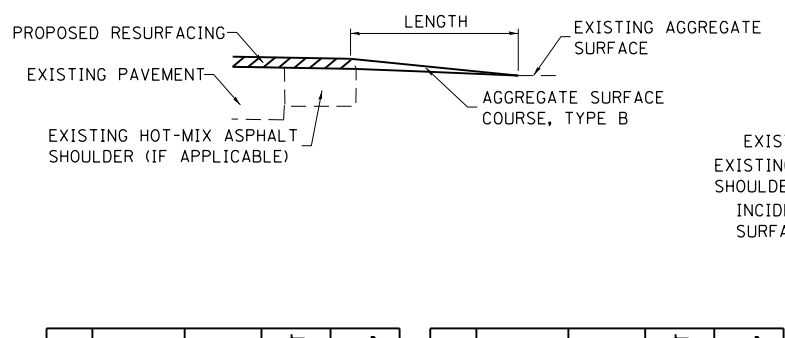 LENGTH
PROPOSED RESURFACING
EXISTING AGGREGATE
SURFACE
EXISTING PAVEMENT
AGGREGATE SURFACE
COURSE, TYPE B
EXISTING HOT-MIX ASPHALT
SHOULDER (IF APPLICABLE)